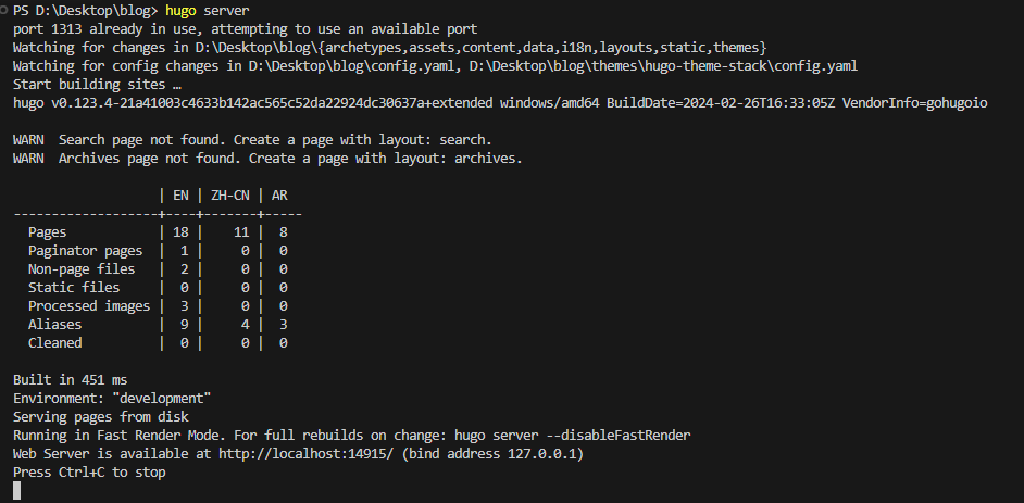 PS D:\Desktop\blog> hugo server
port 1313 already in use, attempting to use an available port
Watching for changes in D:\Desktop\blog\{archetypes,assets,content,data,i18n,layouts,static,themes}
Watching for config changes in D:\Desktop\blog\config.yaml, D:\Desktop\blog\themes\hugo-theme-stack\config.yaml
Start building sites …
hugo v0.123.4-21a41003c4633b142ac565c52da22924dc30637a+extended windows/amd64 BuildDate=2024-02-26T16:33:05Z VendorInfo=gohugoio
WARN  Search page not found. Create a page with layout: search.
WARN  Archives page not found. Create a page with layout: archives.
                   | EN | ZH-CN | AR
-------------------+----+-------+-----
  Pages            | 18 |    11 |  8
  Paginator pages  |  1 |     0 |  0
  Non-page files   |  2 |     0 |  0
  Static files     |  0 |     0 |  0
  Processed images |  3 |     0 |  0
  Aliases          |  9 |     4 |  3
  Cleaned          |  0 |     0 |  0
Built in 451 ms
Environment: "development"
Serving pages from disk
Running in Fast Render Mode. For full rebuilds on change: hugo server --disableFastRender
Web Server is available at http://localhost:14915/ (bind address 127.0.0.1)
Press Ctrl+C to stop